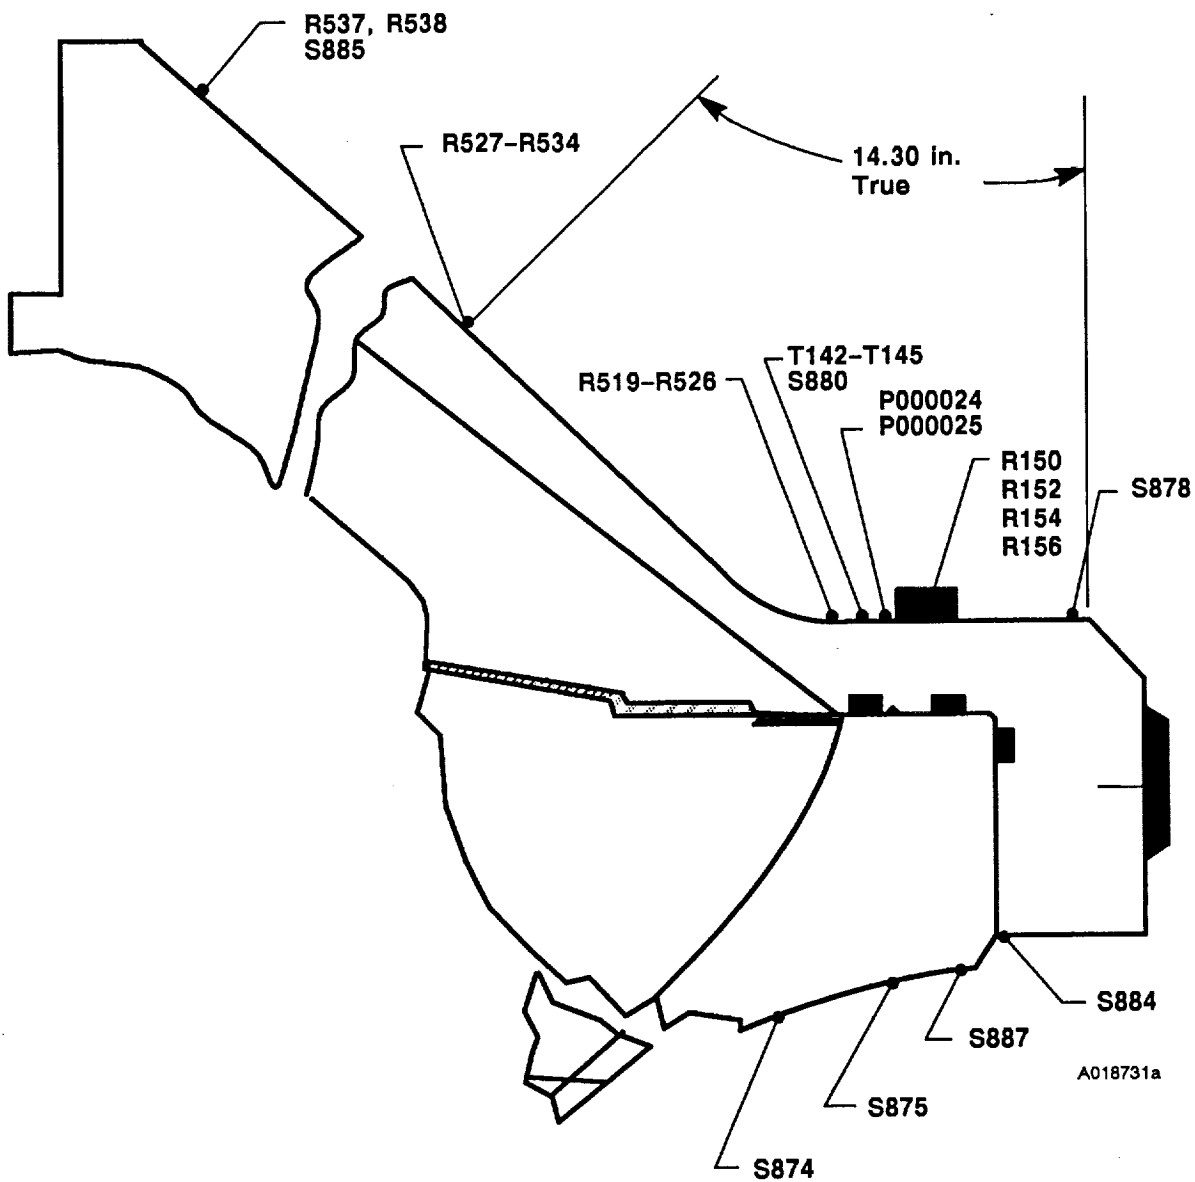 R537, R538
S885
R527-R534
14.30 in.
True
T142-T145
S880
R519-R526
P000024
P000025
R150
R152
R154
R156
S878
S884
S887
A018731a
S875
S874